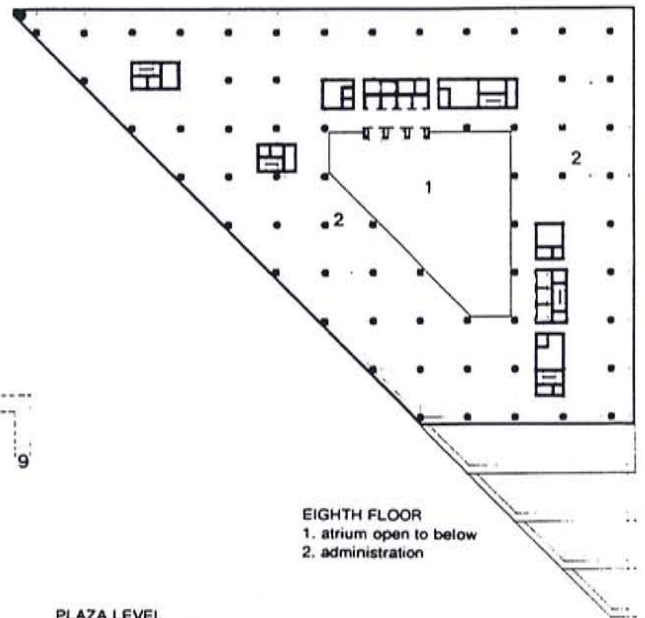 2
1
2
9
EIGHTH FLOOR
1. atrium open to below
2. administration
PLAZA LEVEL